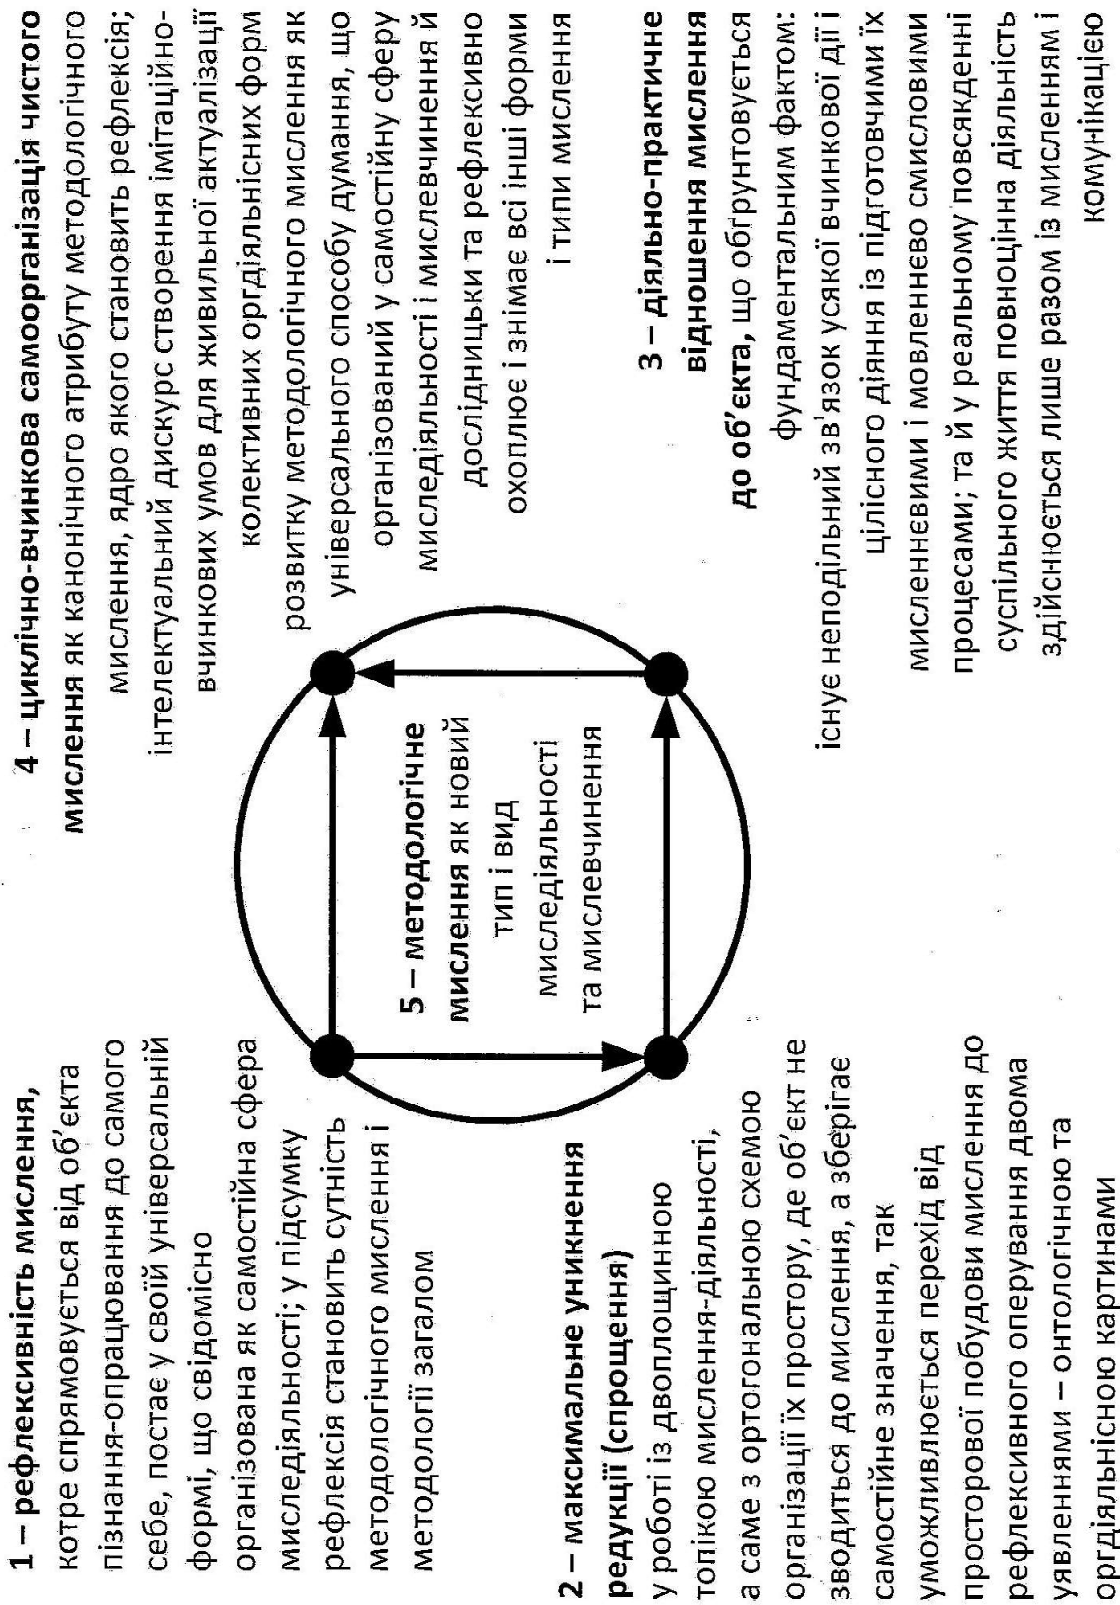 1 – рефлексивність мислення,
котре спрямовується від об’єкта
пізнання-опрацювання до самого
себе, постає у своїй універсальній
формі, що свідомісно
організована як самостійна сфера
миследіяльності; у підсумку
рефлексія становить сутність
методологічного мислення і
методології загалом
4 – циклічно-вчинкова самоорганізація чистого
мислення як канонічного атрибуту методологічного
мислення, ядро якого становить рефлексія;
інтелектуальний дискурс створення імітаційно-
вчинкових умов для живильної актуалізації
колективних оргдіяльнісних форм
розвитку методологічного мислення як
універсального способу думання, що
організований у самостійну сферу
миследіяльності і мислевчинення й
дослідницьки та рефлексивно
охоплює і знімає всі інші форми
і типи мислення
5 – методологічне
мислення як новий
тип і вид
миследіяльності
та мислевчинення
2 – максимальне уникнення
редукції (спрощення)
у роботі із двоплощинною
топікою мислення-діяльності,
а саме з ортогональною схемою
організації їх простору, де об’єкт не
зводиться до мислення, а зберігає
самостійне значення, так
уможливлюється перехід від
просторової побудови мислення до
рефлексивного оперування двома
уявленнями – онтологічною та
оргдіяльнісною картинами
3 – діяльно-практичне
відношення мислення
до об’єкта, що обґрунтовується
фундаментальним фактом:
існує неподільний зв'язок усякої вчинкової дії і
цілісного діяння із підготовчими їх
мисленнєвими і мовленнєво смисловими
процесами; та й у реальному повсякденні
суспільного життя повноцінна діяльність
здійснюється лише разом із мисленням і
комунікацією